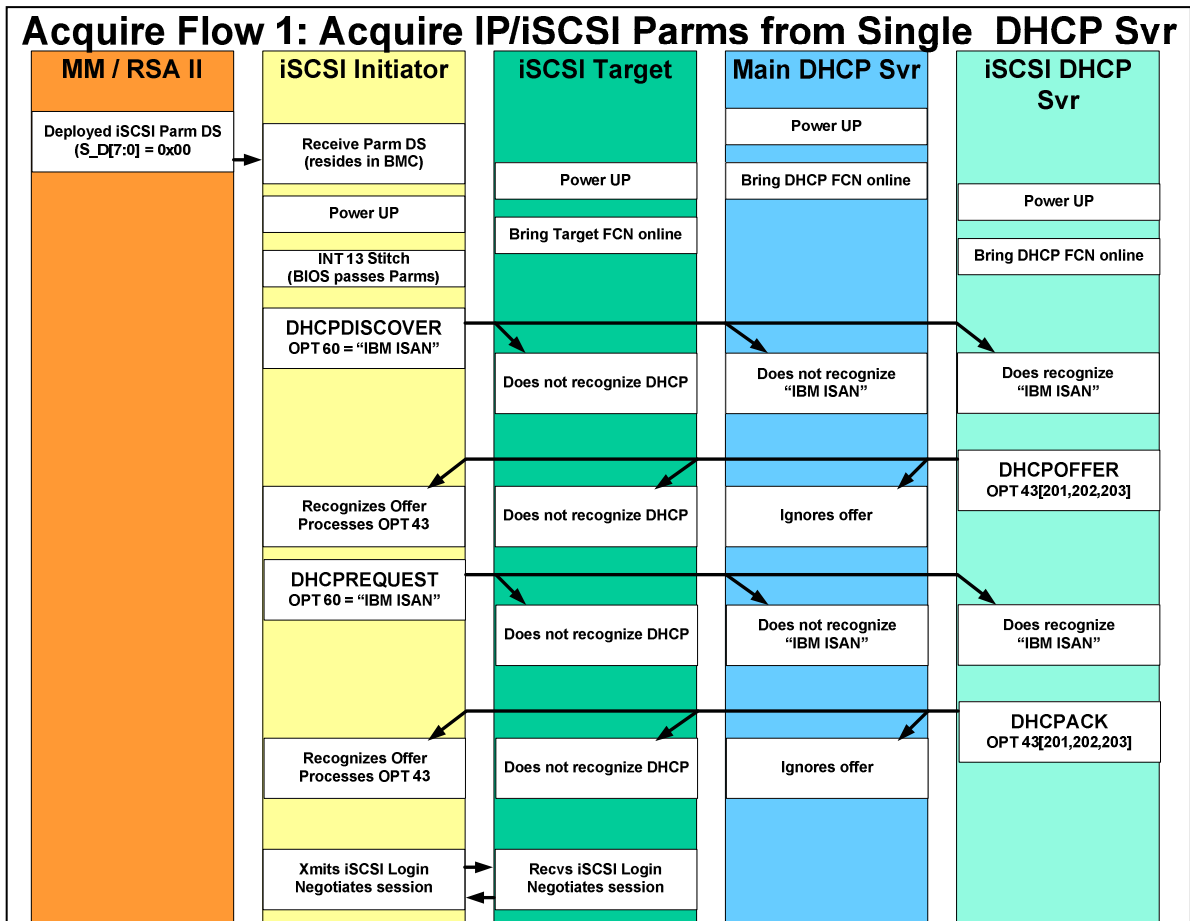 Acquire Flow 1: Acquire IP/iSCSI Parms from Single DHCP Svr
MM / RSA II
iSCSI Initiator
iSCSI Target
Main DHCP Svr
iSCSI DHCP
Svr
Deployed iSCSI Parm DS
(S_D[7:0] = 0x00
Receive Parm DS
(resides in BMC)
Power UP
INT 13 Stitch
(BIOS passes Parms)
Power UP
Bring Target FCN online
Power UP
Bring DHCP FCN online
Power UP
Bring DHCP FCN online
DHCPDISCOVER
OPT 60 = “IBM ISAN”
Does not recognize DHCP
Does not recognize
“IBM ISAN”
Does recognize
“IBM ISAN”
DHCPOFFER
OPT 43[201,202,203]
Recognizes Offer
Processes OPT 43
Does not recognize DHCP
Ignores offer
DHCPREQUEST
OPT 60 = “IBM ISAN”
Does not recognize DHCP
Does not recognize
“IBM ISAN”
Does recognize
“IBM ISAN”
DHCPACK
OPT 43[201,202,203]
Recognizes Offer
Processes OPT 43
Does not recognize DHCP
Ignores offer
Xmits iSCSI Login
Negotiates session
Recvs iSCSI Login
Negotiates session